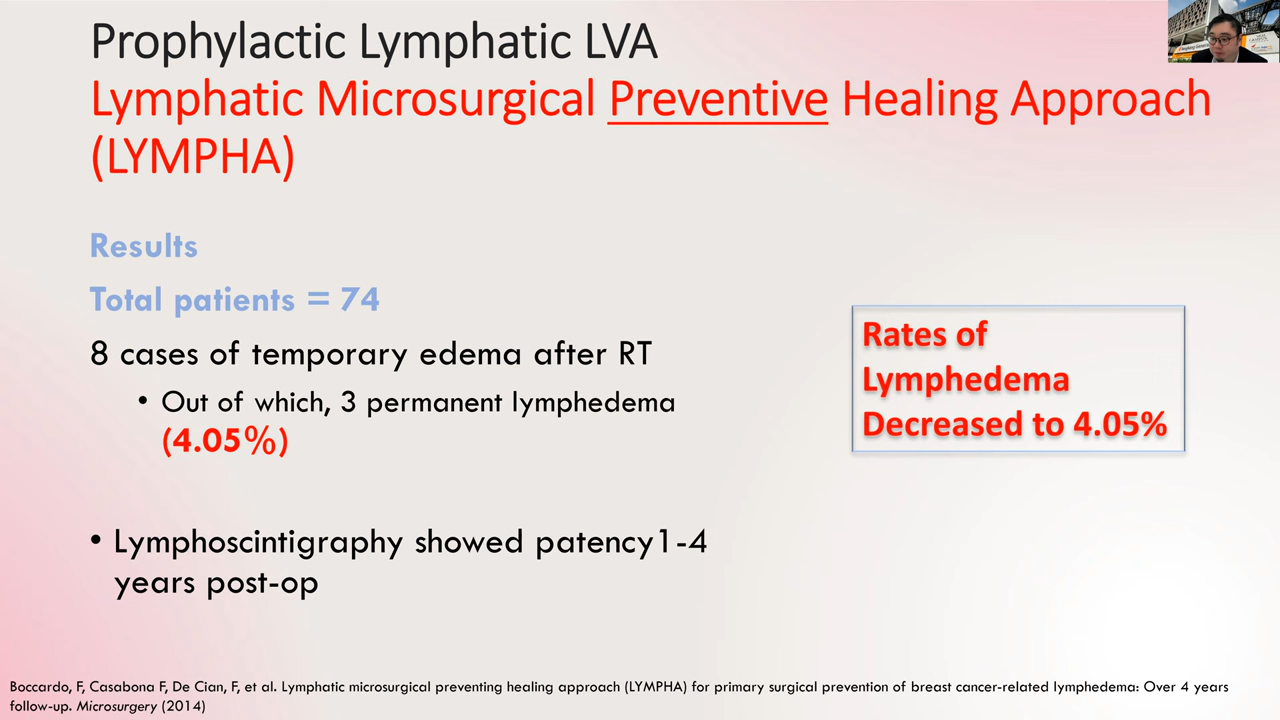 Prophylactic Lymphatic LVA
Lymphatic Microsurgical Preventive Healing Approach
(LYMPHA)
Results
Total patients = 74
8 cases of temporary edema after RT
• Out of which, 3 permanent lymphedema
(4.05%)
• Lymphoscintigraphy showed patency1-4
years post-op
Rates of
Lymphedema
Decreased to 4.05%
Boccardo, F, Casabona F, De Cian, F, et al. Lymphatic microsurgical preventing healing approach (LYMPHA) for primary surgical prevention of breast cancer-related lymphedema: Over 4 years
follow-up. Microsurgery (2014)